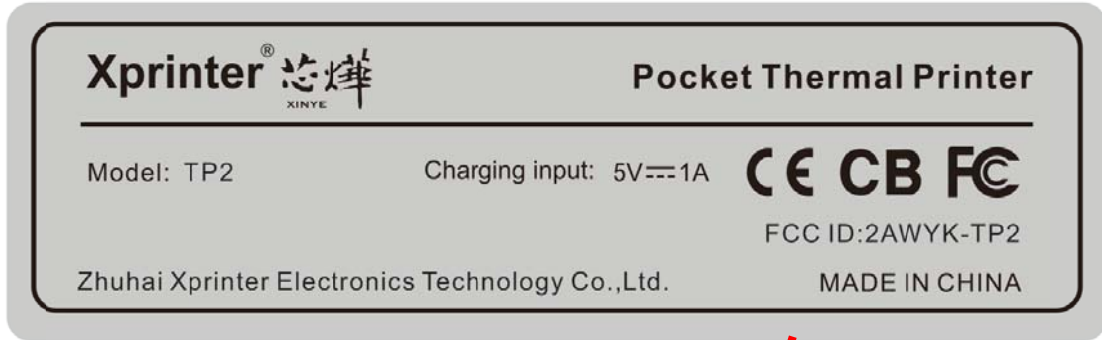 Xprinter® 芯烨 Pocket Thermal Printer
XINYE
Model: TP2 Charging input: 5V⎓1A CE CB FC
FCC ID:2AWYK-TP2
Zhuhai Xprinter Electronics Technology Co.,Ltd. MADE IN CHINA